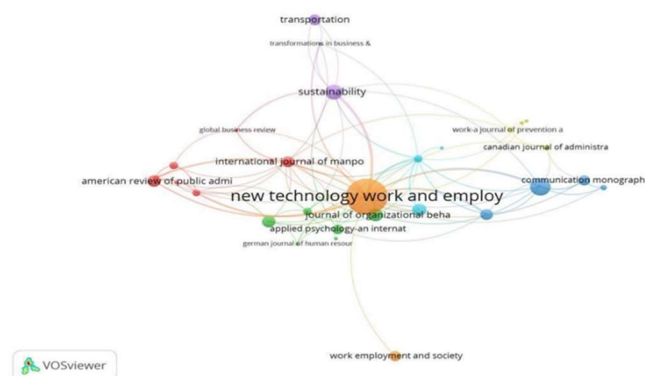 transportation
transformations in business &
sustainability
global business review
work-a journal of prevention a
canadian journal of administra
international journal of manpo
american review of public admi
communication monograph
new technology work and employ
journal of organizational beha
applied psychology-an internat
german journal of human resour
work employment and society
VOSviewer